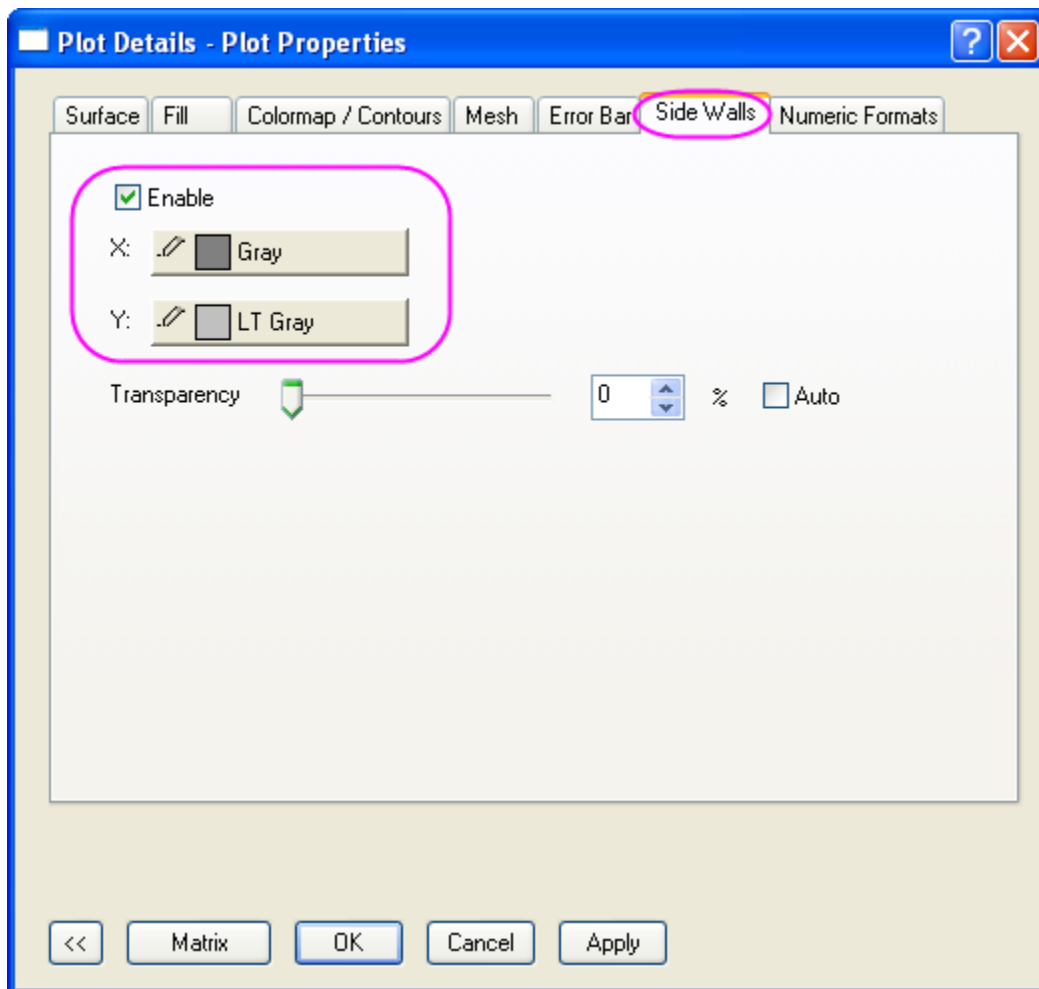 Plot Details - Plot Properties
Surface Fill Colormap / Contours Mesh Error Bar Side Walls Numeric Formats
Enable
X: Gray
Y: LT Gray
Transparency 0 % Auto
<< Matrix OK Cancel Apply